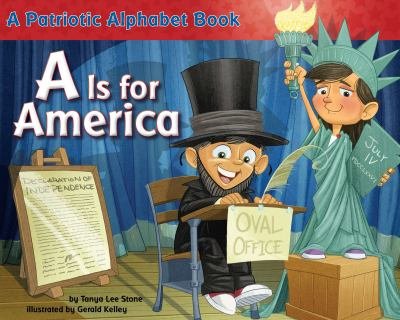 A Patriotic Alphabet Book
A Is for
America
DECLARATION OF
INDEPENDENCE
JULY
IV
MDCCLXXVI
OVAL
OFFICE
by Tanya Lee Stone
illustrated by Gerald Kelley